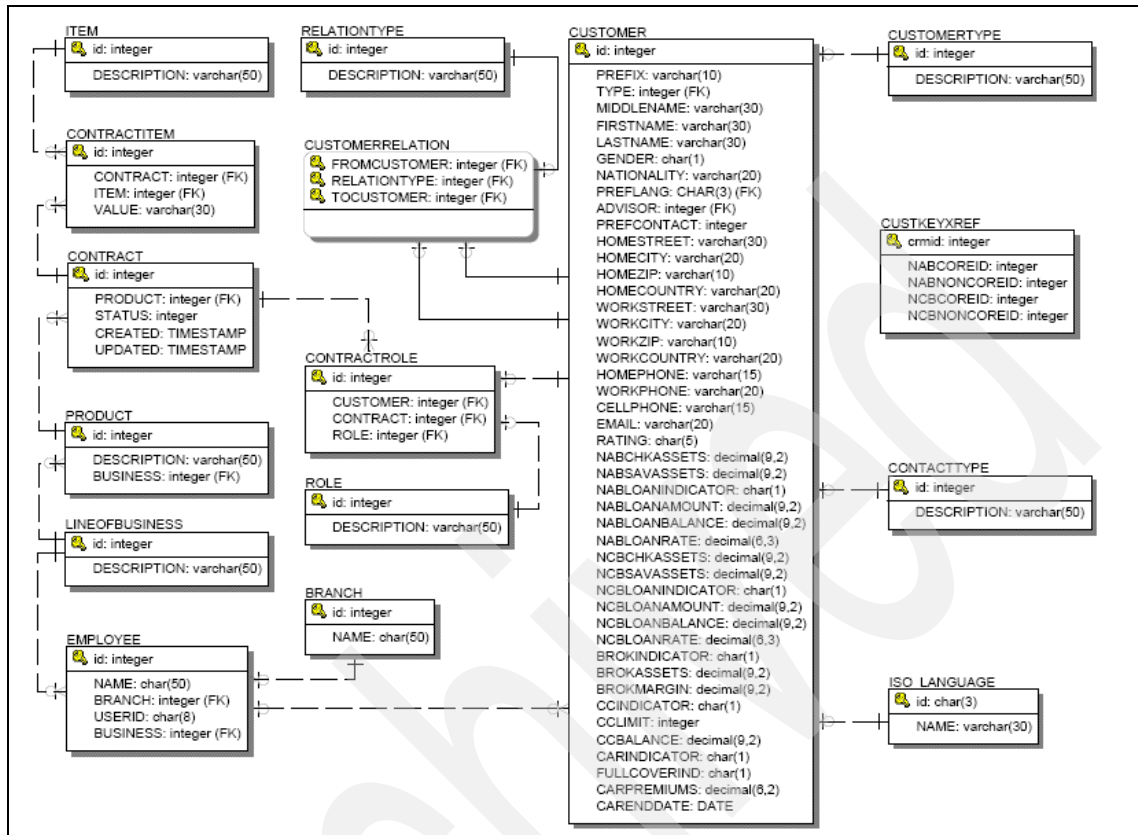 ITEM
id: integer
DESCRIPTION: varchar(50)
CONTRACTITEM
id: integer
CONTRACT: integer (FK)
ITEM: integer (FK)
VALUE: varchar(30)
CONTRACT
id: integer
PRODUCT: integer (FK)
STATUS: integer
CREATED: TIMESTAMP
UPDATED: TIMESTAMP
PRODUCT
id: integer
DESCRIPTION: varchar(50)
BUSINESS: integer (FK)
LINEOFBUSINESS
id: integer
DESCRIPTION: varchar(50)
EMPLOYEE
id: integer
NAME: char(50)
BRANCH: integer (FK)
USERID: char(8)
BUSINESS: integer (FK)
RELATIONTYPE
id: integer
DESCRIPTION: varchar(50)
CUSTOMERRELATION
FROMCUSTOMER: integer (FK)
RELATIONTYPE: integer (FK)
TOCUSTOMER: integer (FK)
CONTRACTROLE
id: integer
CUSTOMER: integer (FK)
CONTRACT: integer (FK)
ROLE: integer (FK)
ROLE
id: integer
DESCRIPTION: varchar(50)
BRANCH
id: integer
NAME: char(50)
CUSTOMER
id: integer
PREFIX: varchar(10)
TYPE: integer (FK)
MIDDLENAME: varchar(30)
FIRSTNAME: varchar(30)
LASTNAME: varchar(30)
GENDER: char(1)
NATIONALITY: varchar(20)
PREFLANG: CHAR(3) (FK)
ADVISOR: integer (FK)
PREFCONTACT: integer
HOMESTREET: varchar(30)
HOMECITY: varchar(20)
HOMEZIP: varchar(10)
HOMECOUNTRY: varchar(20)
WORKSTREET: varchar(30)
WORKCITY: varchar(20)
WORKZIP: varchar(10)
WORKCOUNTRY: varchar(20)
HOMEPHONE: varchar(15)
WORKPHONE: varchar(20)
CELLPHONE: varchar(15)
EMAIL: varchar(20)
RATING: char(5)
NABCHKASSETS: decimal(9,2)
NABSAVASSETS: decimal(9,2)
NABLOANINDICATOR: char(1)
NABLOANAMOUNT: decimal(9,2)
NABLOANBALANCE: decimal(9,2)
NABLOANRATE: decimal(6,3)
NCBCHKASSETS: decimal(9,2)
NCBSAVASSETS: decimal(9,2)
NCBLOANINDICATOR: char(1)
NCBLOANAMOUNT: decimal(9,2)
NCBLOANBALANCE: decimal(9,2)
NCBLOANRATE: decimal(6,3)
BROKINDICATOR: char(1)
BROKASSETS: decimal(9,2)
BROKMARGIN: decimal(9,2)
CCINDICATOR: char(1)
CCLIMIT: integer
CCBALANCE: decimal(9,2)
CARINDICATOR: char(1)
FULLCOVERIND: char(1)
CARPREMIUMS: decimal(6,2)
CARENDDATE: DATE
CUSTOMERTYPE
id: integer
DESCRIPTION: varchar(50)
CUSTKEYXREF
crmid: integer
NABCOREID: integer
NABNONCOREID: integer
NCBCOREID: integer
NCBNONCOREID: integer
CONTACTTYPE
id: integer
DESCRIPTION: varchar(50)
ISO_LANGUAGE
id: char(3)
NAME: varchar(30)